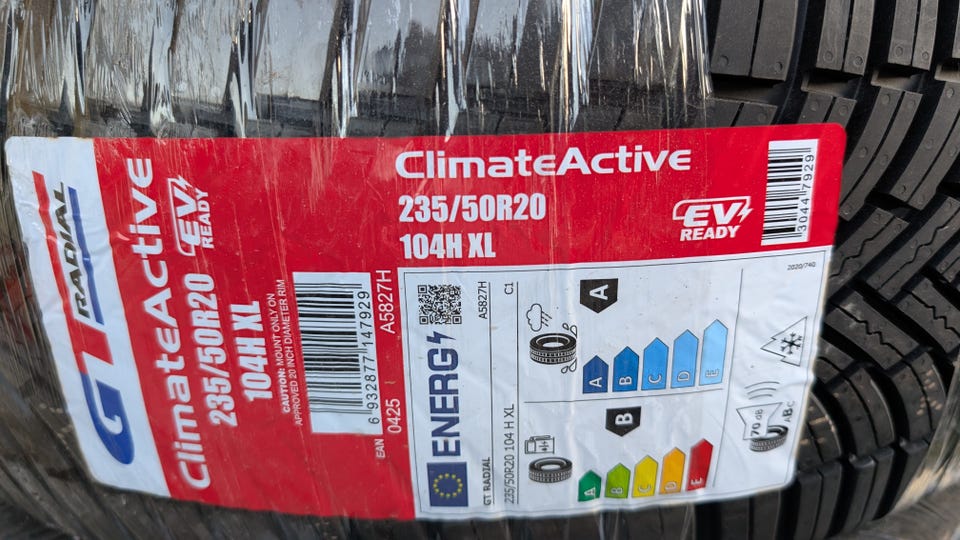 GT RADIAL
ClimateActive
EV READY
235/50R20
104H XL
CAUTION: MOUNT ONLY ON
APPROVED 20 INCH DIAMETER RIM
6 932877 147929
EAN
0425
A5827H
ClimateActive
235/50R20
104H XL
EV READY
30447929
ENERG
GT RADIAL
A5827H
235/50R20 104 H XL
C1
A
A
B
C
D
E
B
A
B
C
D
E
2020/740
70 dB
ABC